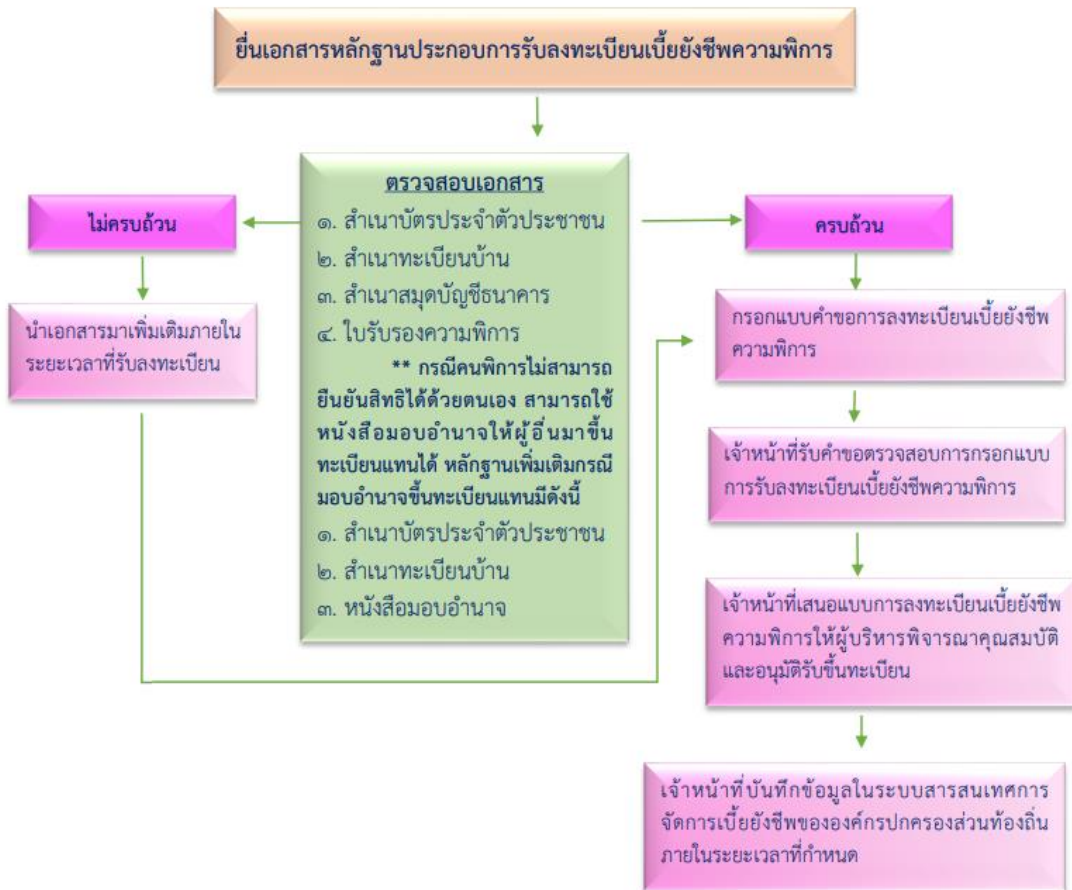 ยื่นเอกสารหลักฐานประกอบการรับลงทะเบียนเบี้ยยังชีพความพิการ
ตรวจสอบเอกสาร
๑. สำเนาบัตรประจำตัวประชาชน
๒. สำเนาทะเบียนบ้าน
๓. สำเนาสมุดบัญชีธนาคาร
๔. ใบรับรองความพิการ
** กรณีคนพิการไม่สามารถ
ยืนยันสิทธิได้ด้วยตนเอง สามารถใช้
หนังสือมอบอำนาจให้ผู้อื่นมาขึ้น
ทะเบียนแทนได้ หลักฐานเพิ่มเติมกรณี
มอบอำนาจขึ้นทะเบียนแทนมีดังนี้
๑. สำเนาบัตรประจำตัวประชาชน
๒. สำเนาทะเบียนบ้าน
๓. หนังสือมอบอำนาจ
ไม่ครบถ้วน
นำเอกสารมาเพิ่มเติมภายใน
ระยะเวลาที่รับลงทะเบียน
ครบถ้วน
กรอกแบบคำขอการลงทะเบียนเบี้ยยังชีพ
ความพิการ
เจ้าหน้าที่รับคำขอตรวจสอบการกรอกแบบ
การรับลงทะเบียนเบี้ยยังชีพความพิการ
เจ้าหน้าที่เสนอแบบการลงทะเบียนเบี้ยยังชีพ
ความพิการให้ผู้บริหารพิจารณาคุณสมบัติ
และอนุมัติรับขึ้นทะเบียน
เจ้าหน้าที่บันทึกข้อมูลในระบบสารสนเทศการ
จัดการเบี้ยยังชีพขององค์กรปกครองส่วนท้องถิ่น
ภายในระยะเวลาที่กำหนด